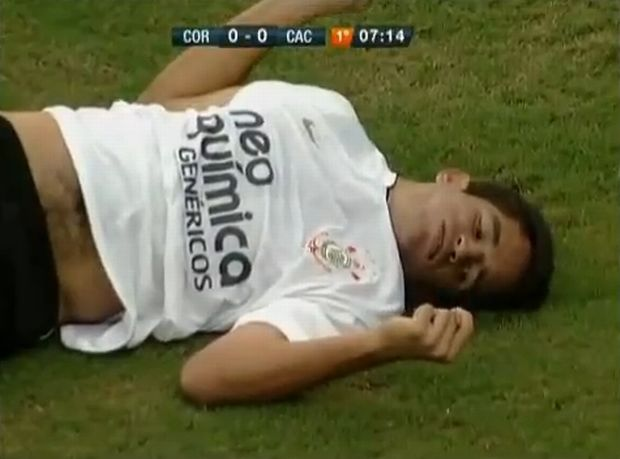 COR 0 - 0 CAC 1º 07:14
neo
química
GENÉRICOS